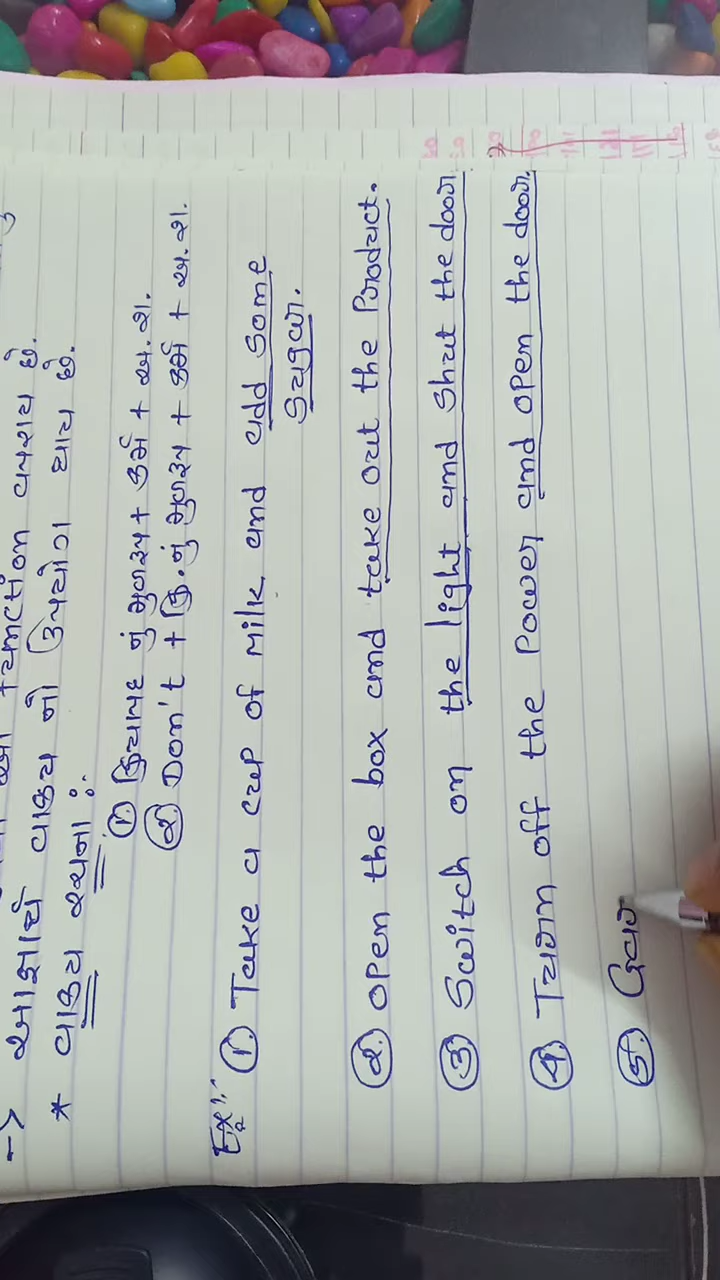 function વપરાય છે.
-> આજ્ઞાર્થ વાક્ય નો ઉપયોગ થાય છે.
* વાક્ય રચના :-
①. ક્રિયાપદ નું મુળરૂપ + કર્મ + અ. શ.
②. Don't + ક્રિ. નું મુળરૂપ + કર્મ + અ. શ.
Ex:- ①. Take a cup of milk and add some
sugar.
②. open the box and take out the Product.
③. Switch on the light and Shut the door.
④. Turn off the Power and open the door.
⑤.